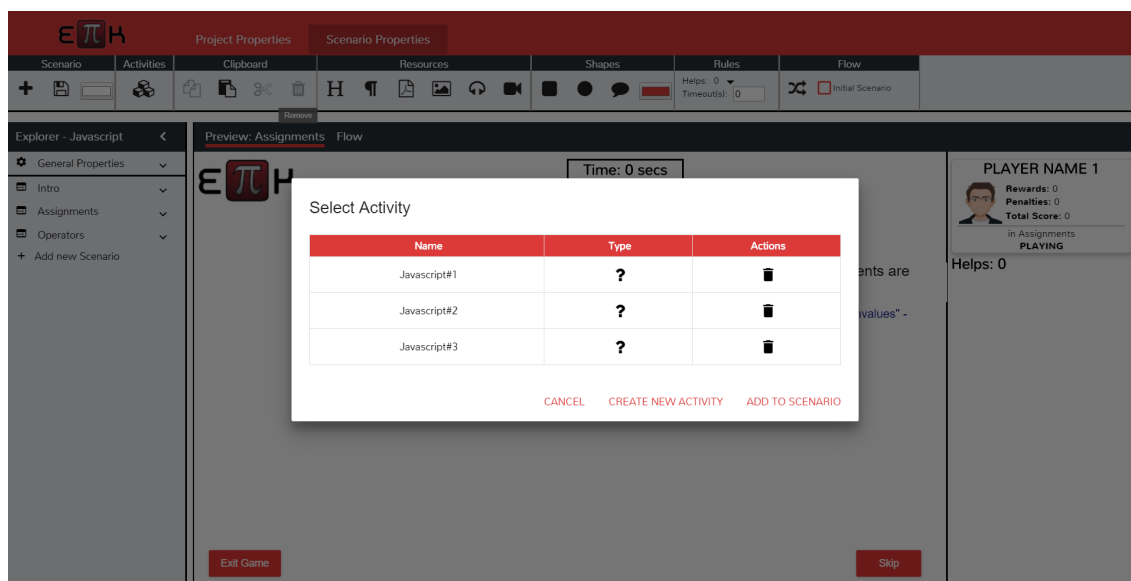 επκ
Project Properties Scenario Properties
Scenario Activities Clipboard Resources Shapes Rules Flow
Helps: 0
Timeout(s): 0
Initial Scenario
Remove
Explorer - Javascript
Preview: Assignments Flow
General Properties
Intro
Assignments
Operators
+ Add new Scenario
επκ
Time: 0 secs
PLAYER NAME 1
Rewards: 0
Penalties: 0
Total Score: 0
in Assignments
PLAYING
Helps: 0
Select Activity
Name Type Actions
Javascript#1 ?
Javascript#2 ?
Javascript#3 ?
CANCEL CREATE NEW ACTIVITY ADD TO SCENARIO
are
Exit Game Skip